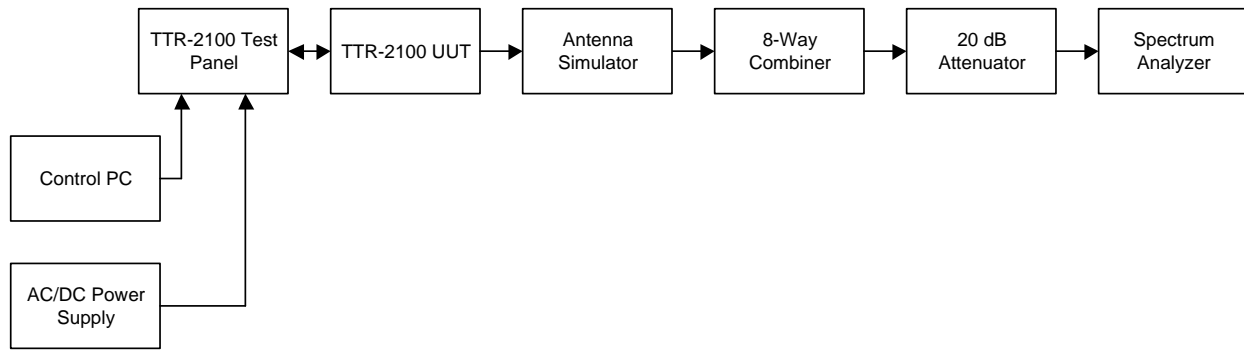 TTR-2100 Test
Panel
TTR-2100 UUT
Antenna
Simulator
8-Way
Combiner
20 dB
Attenuator
Spectrum
Analyzer
Control PC
AC/DC Power
Supply